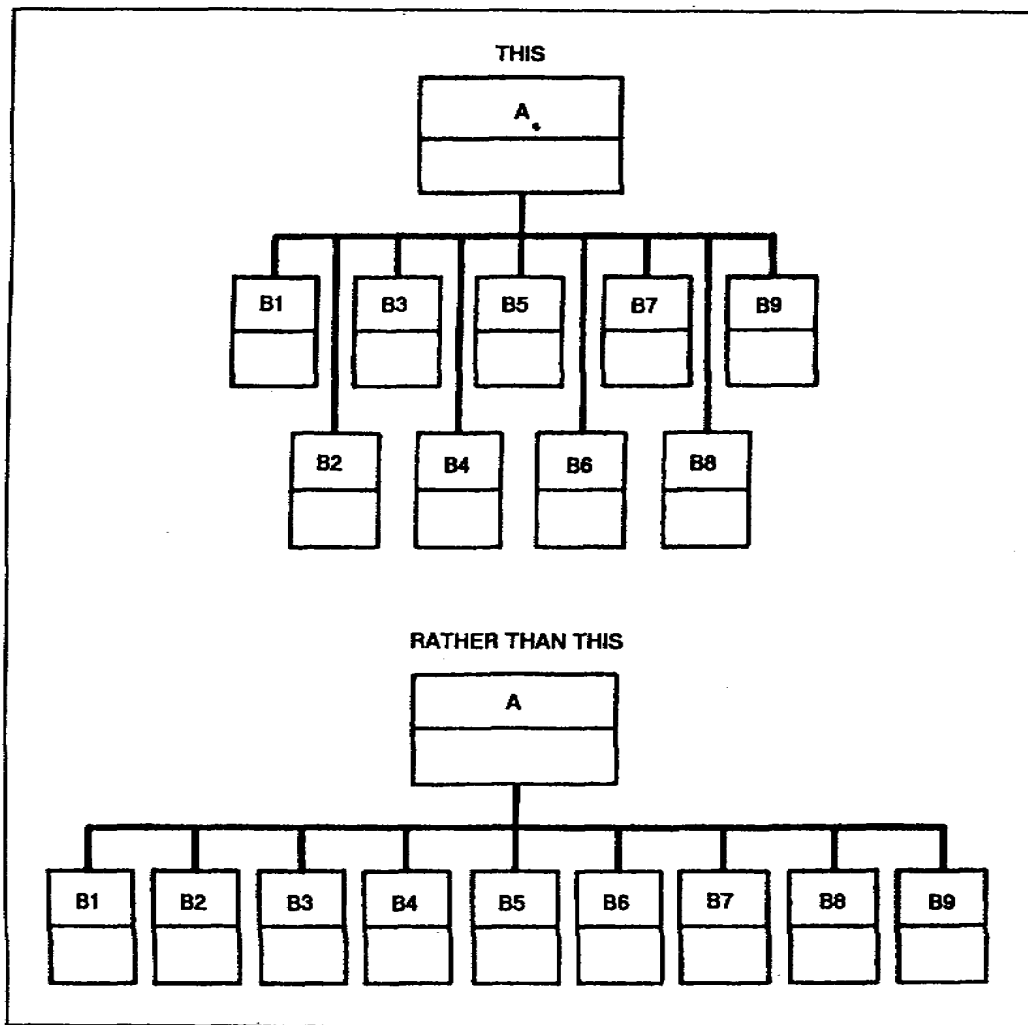 THIS
A
B1 B3 B5 B7 B9
B2 B4 B6 B8
RATHER THAN THIS
A
B1 B2 B3 B4 B5 B6 B7 B8 B9